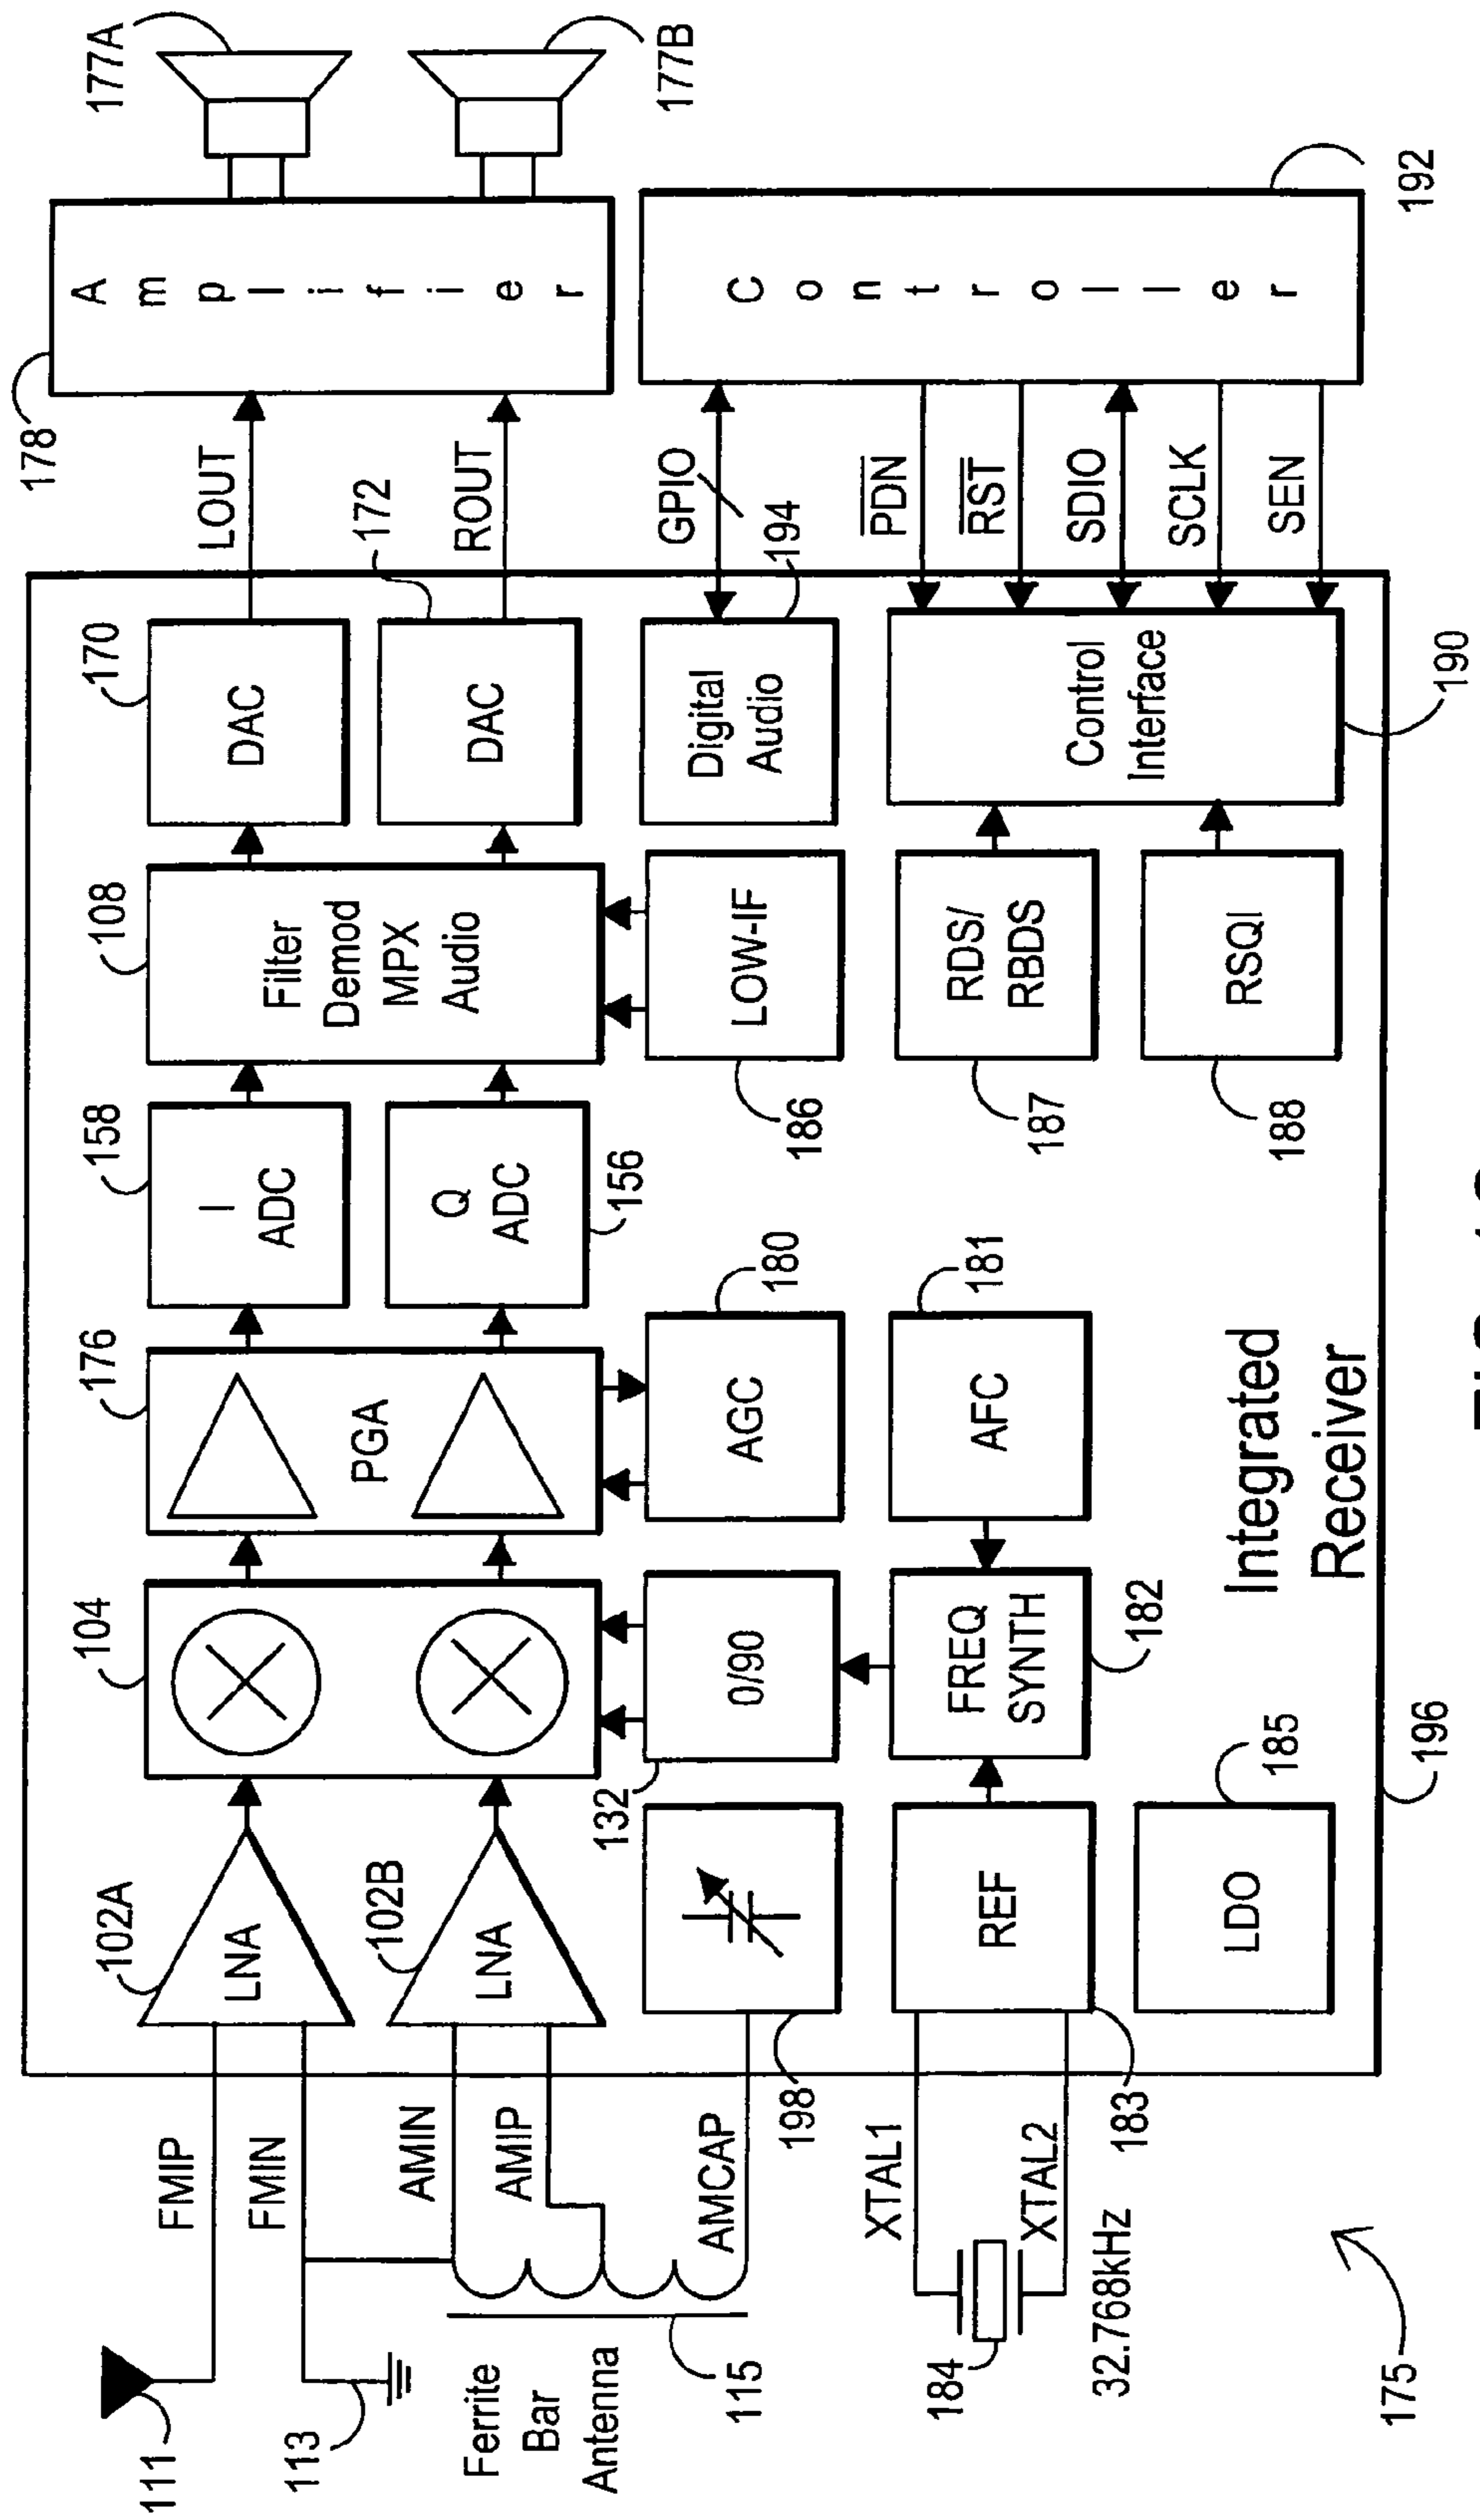 111
FMIP
113
FMIN
Ferrite
Bar
Antenna
115
AMIN
AMIP
AMCAP
184
32.768kHz
XTAL1
XTAL2
175
102A
LNA
102B
LNA
198
REF
183
LDO
185
196
104
132
0/90
FREQ
SYNTH
182
176
PGA
AGC
180
AFC
181
Integrated
Receiver
158
I
ADC
Q
ADC
156
108
Filter
Demod
MPX
Audio
LOW-IF
186
RDS/
RBDS
187
RSQI
188
170
DAC
172
DAC
Digital
Audio
194
Control
Interface
190
LOUT
ROUT
GPIO
PDN
RST
SDIO
SCLK
SEN
178
Amplifier
Controller
192
177A
177B